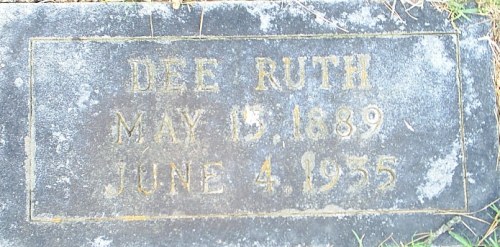 DEE RUTH
MAY 15, 1889
JUNE 4, 1955